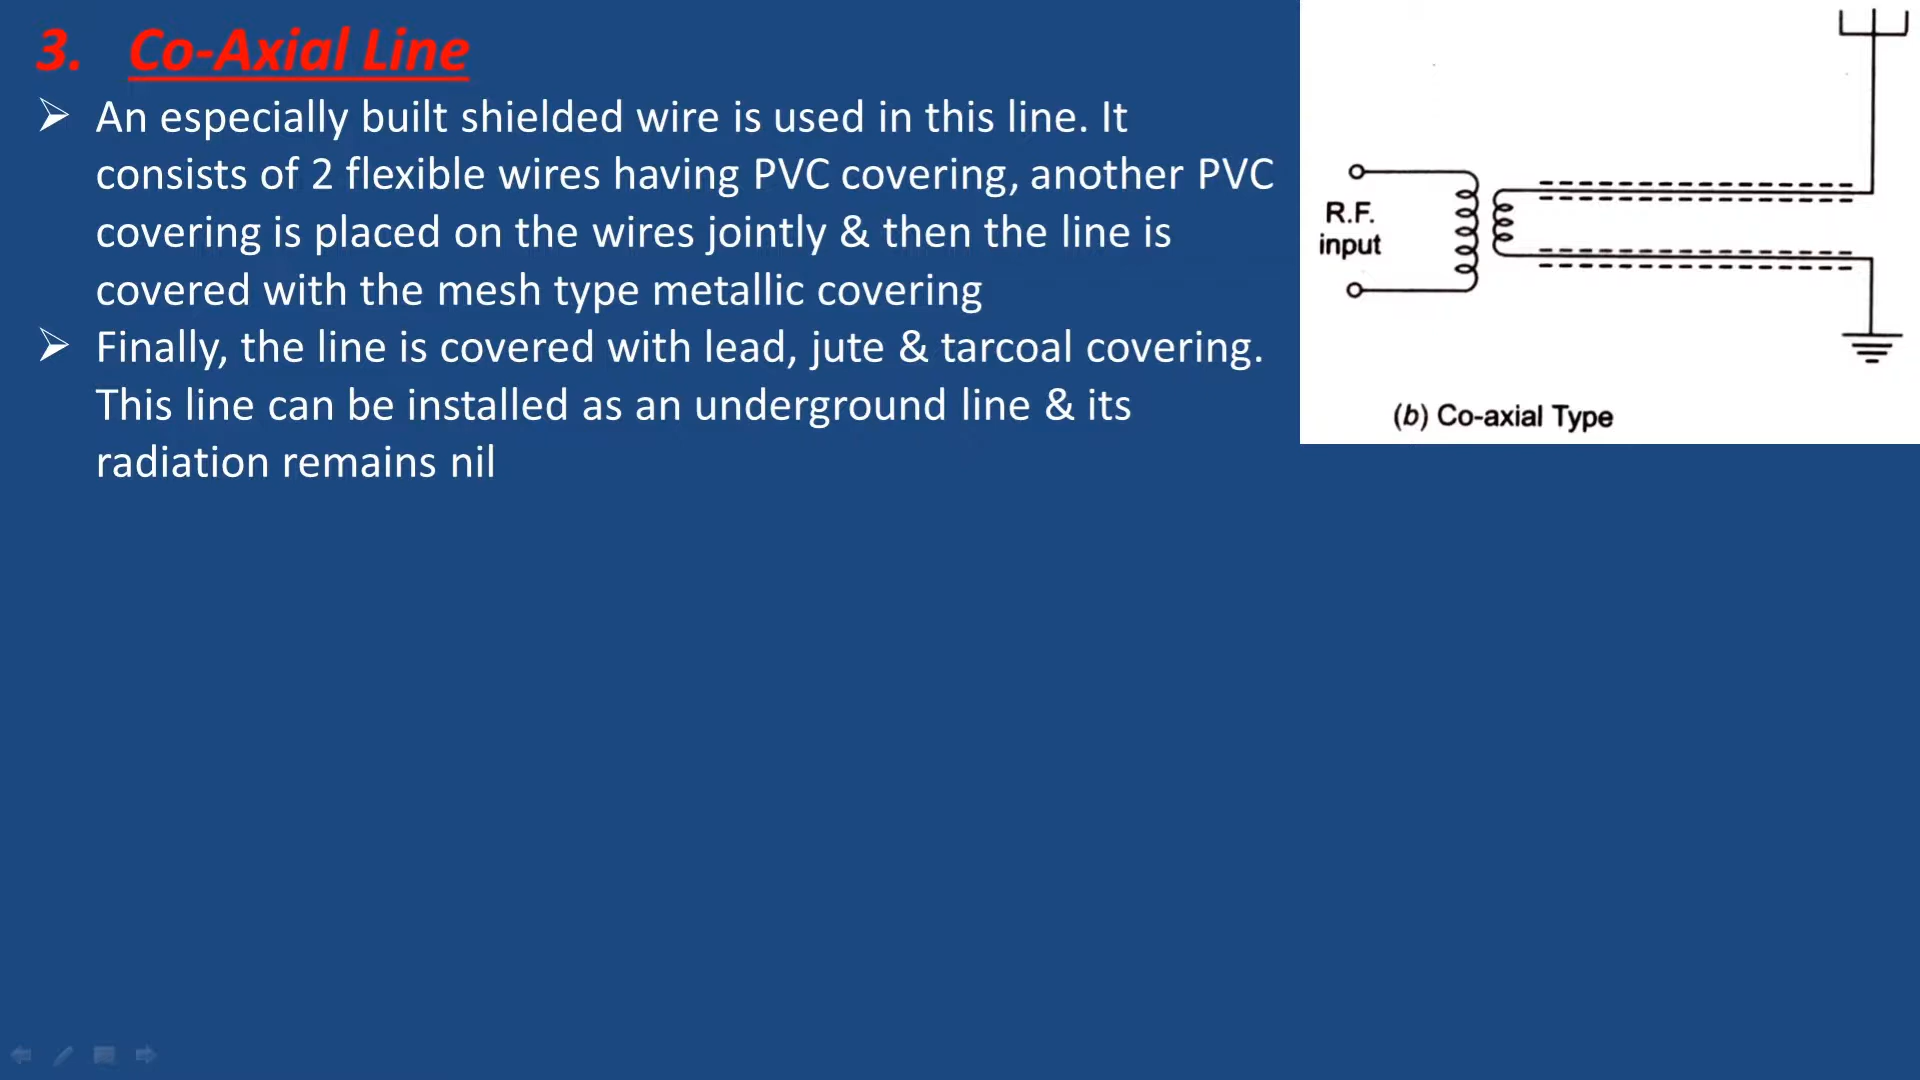 3. Co-Axial Line
An especially built shielded wire is used in this line. It
consists of 2 flexible wires having PVC covering, another PVC
covering is placed on the wires jointly & then the line is
covered with the mesh type metallic covering
Finally, the line is covered with lead, jute & tarcoal covering.
This line can be installed as an underground line & its
radiation remains nil
R.F.
input
(b) Co-axial Type